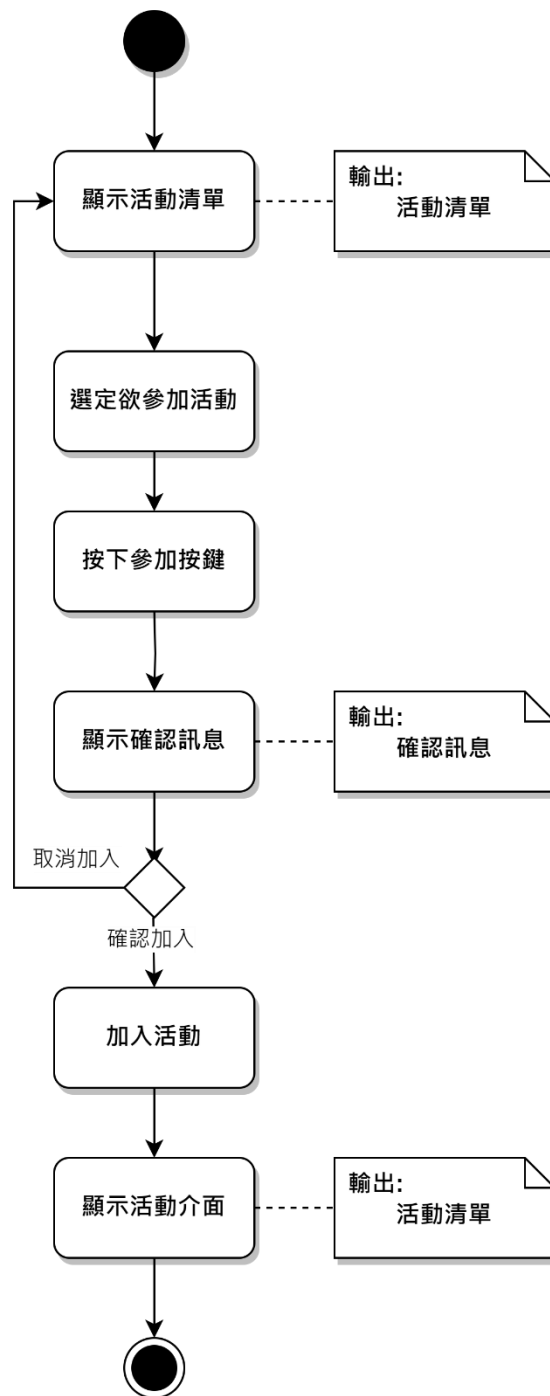 顯示活動清單
輸出:
活動清單
選定欲參加活動
按下參加按鍵
顯示確認訊息
輸出:
確認訊息
取消加入
確認加入
加入活動
顯示活動介面
輸出:
活動清單